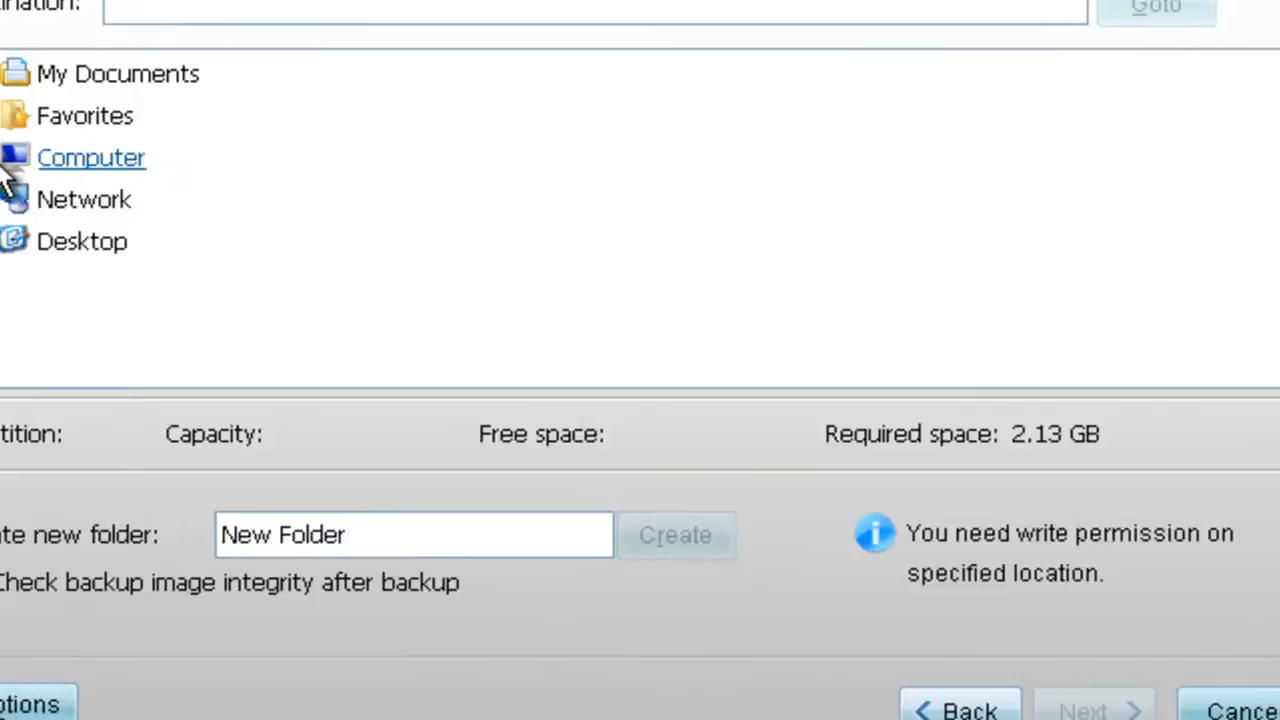 ination:
Goto
My Documents
Favorites
Computer
Network
Desktop
tition: Capacity: Free space: Required space: 2.13 GB
te new folder: New Folder Create
You need write permission on
specified location.
Check backup image integrity after backup
ptions
Back Next Cance